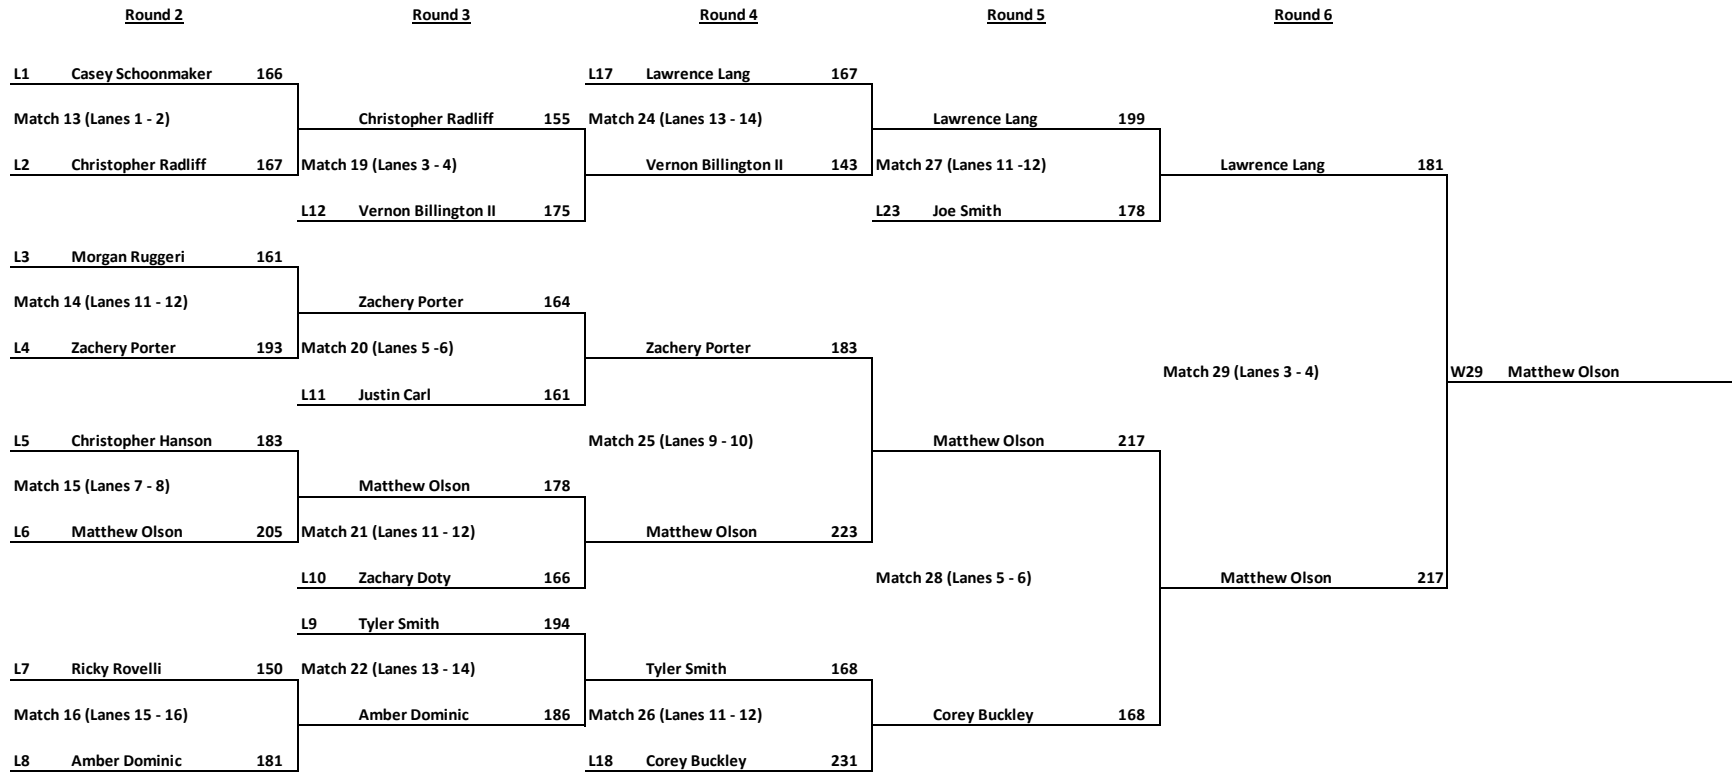 Round 2 Round 3 Round 4 Round 5 Round 6
L1 Casey Schoonmaker 166 L17 Lawrence Lang 167
Match 13 (Lanes 1 - 2) Christopher Radliff 155 Match 24 (Lanes 13 - 14) Lawrence Lang 199
L2 Christopher Radliff 167 Match 19 (Lanes 3 - 4) Vernon Billington II 143 Match 27 (Lanes 11 -12) Lawrence Lang 181
L12 Vernon Billington II 175 L23 Joe Smith 178
L3 Morgan Ruggeri 161
Match 14 (Lanes 11 - 12) Zachery Porter 164
L4 Zachery Porter 193 Match 20 (Lanes 5 -6) Zachery Porter 183
Match 29 (Lanes 3 - 4) W29 Matthew Olson
L11 Justin Carl 161
L5 Christopher Hanson 183 Match 25 (Lanes 9 - 10) Matthew Olson 217
Match 15 (Lanes 7 - 8) Matthew Olson 178
L6 Matthew Olson 205 Match 21 (Lanes 11 - 12) Matthew Olson 223
L10 Zachary Doty 166 Match 28 (Lanes 5 - 6) Matthew Olson 217
L9 Tyler Smith 194
L7 Ricky Rovelli 150 Match 22 (Lanes 13 - 14) Tyler Smith 168
Match 16 (Lanes 15 - 16) Amber Dominic 186 Match 26 (Lanes 11 - 12) Corey Buckley 168
L8 Amber Dominic 181 L18 Corey Buckley 231